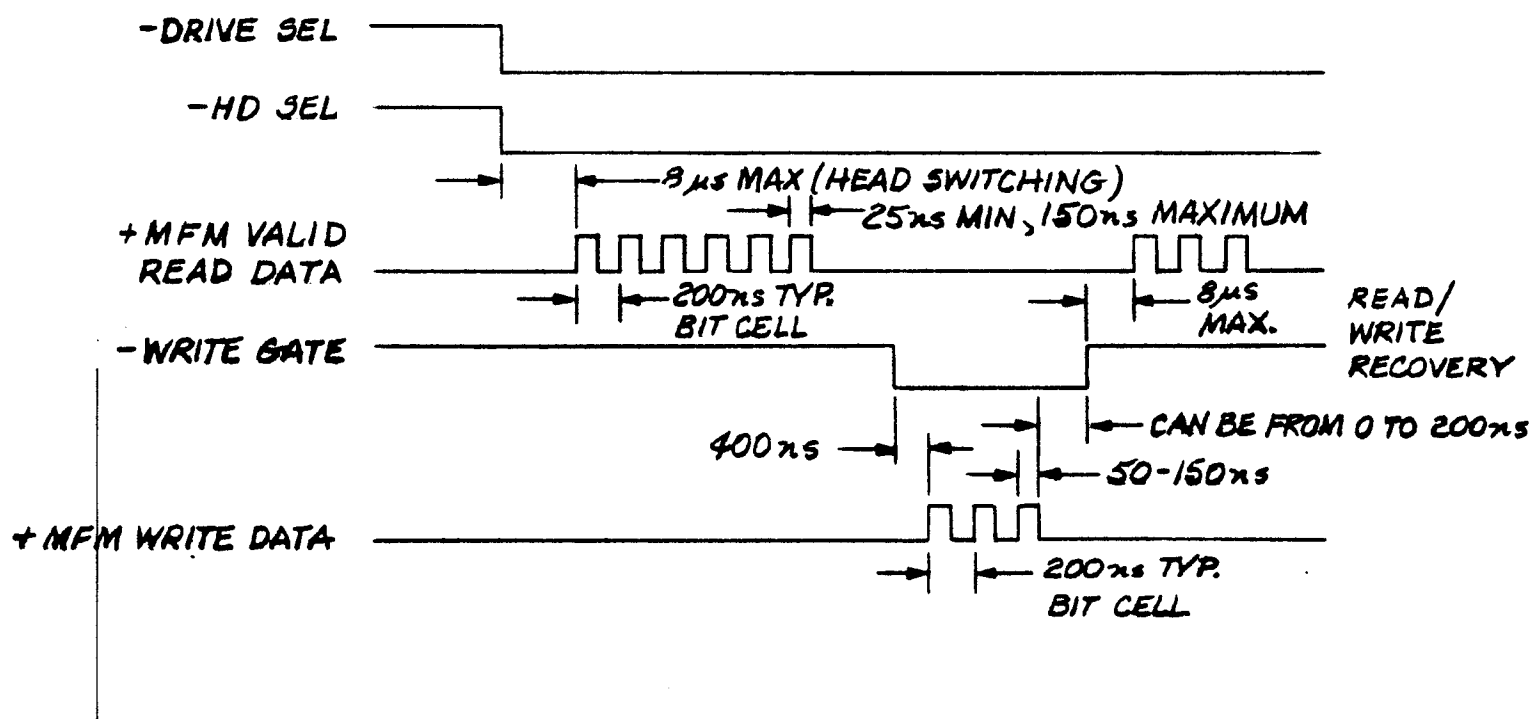 -DRIVE SEL
-HD SEL
8µs MAX (HEAD SWITCHING)
25ns MIN, 150ns MAXIMUM
+MFM VALID
READ DATA
200ns TYP.
BIT CELL
8µs
MAX.
READ/
WRITE
RECOVERY
-WRITE GATE
CAN BE FROM 0 TO 200ns
400ns
50-150ns
+MFM WRITE DATA
200ns TYP.
BIT CELL